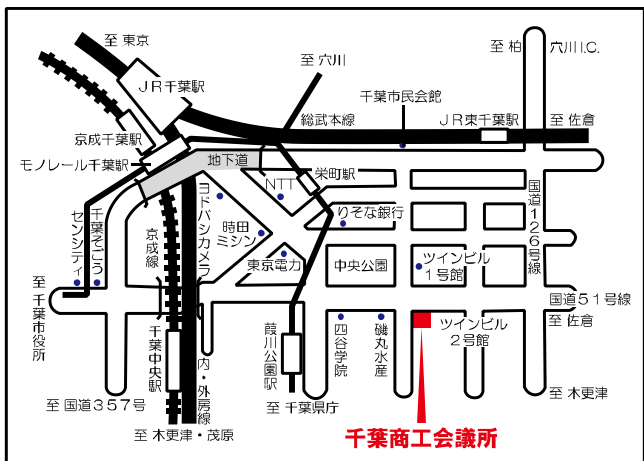 至 東京
至 柏
穴川I.C.
至 穴川
JR千葉駅
千葉市民会館
総武本線
JR東千葉駅
至 佐倉
京成千葉駅
モノレール千葉駅
地下道
栄町駅
NTT
国道126号線
ヨドバシカメラ
時田ミシン
りそな銀行
千葉そごう
センシティ
京成線
東京電力
中央公園
ツインビル1号館
至 千葉市役所
国道51号線
至 佐倉
ツインビル2号館
千葉中央駅
内・外房線
葭川公園駅
四谷学院
磯丸水産
至 国道357号
至 千葉県庁
至 木更津
至 木更津・茂原
千葉商工会議所